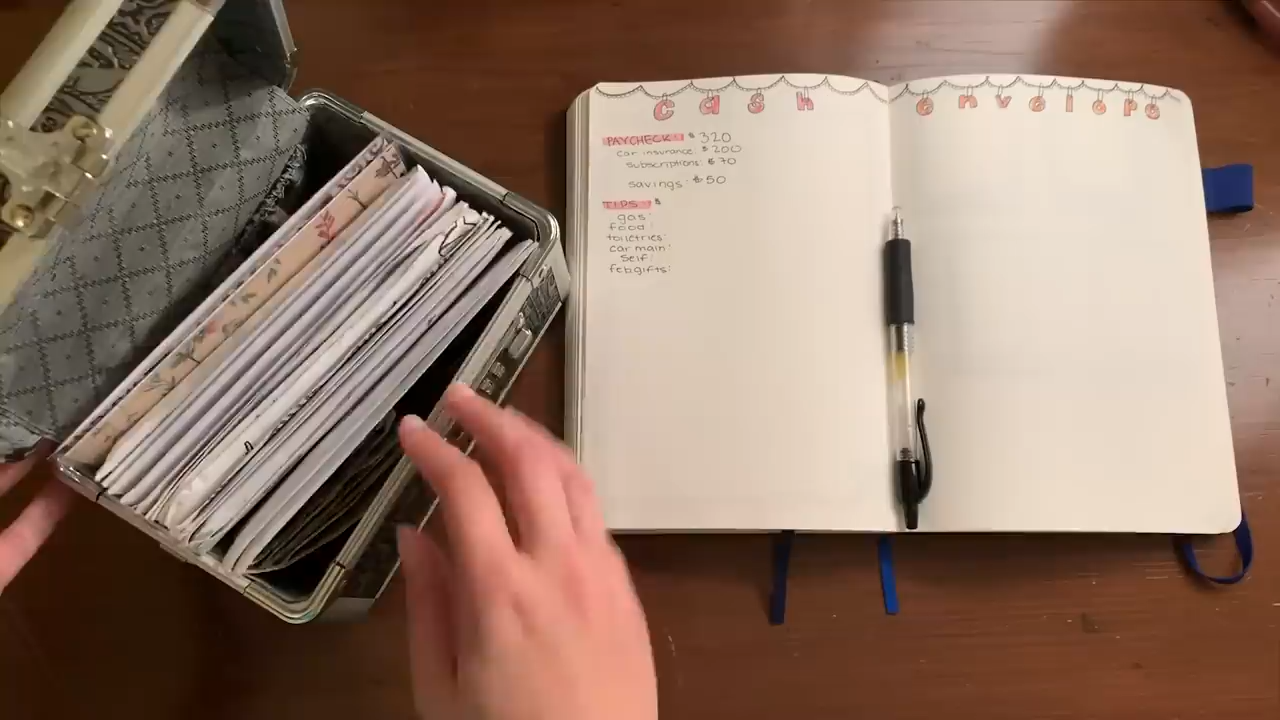 cash envelope
PAYCHECK: $320
car insurance: $200
subscriptions: $70
savings: $50
TIPS: $
gas:
food:
toiletries:
car main:
self:
feb.gifts: